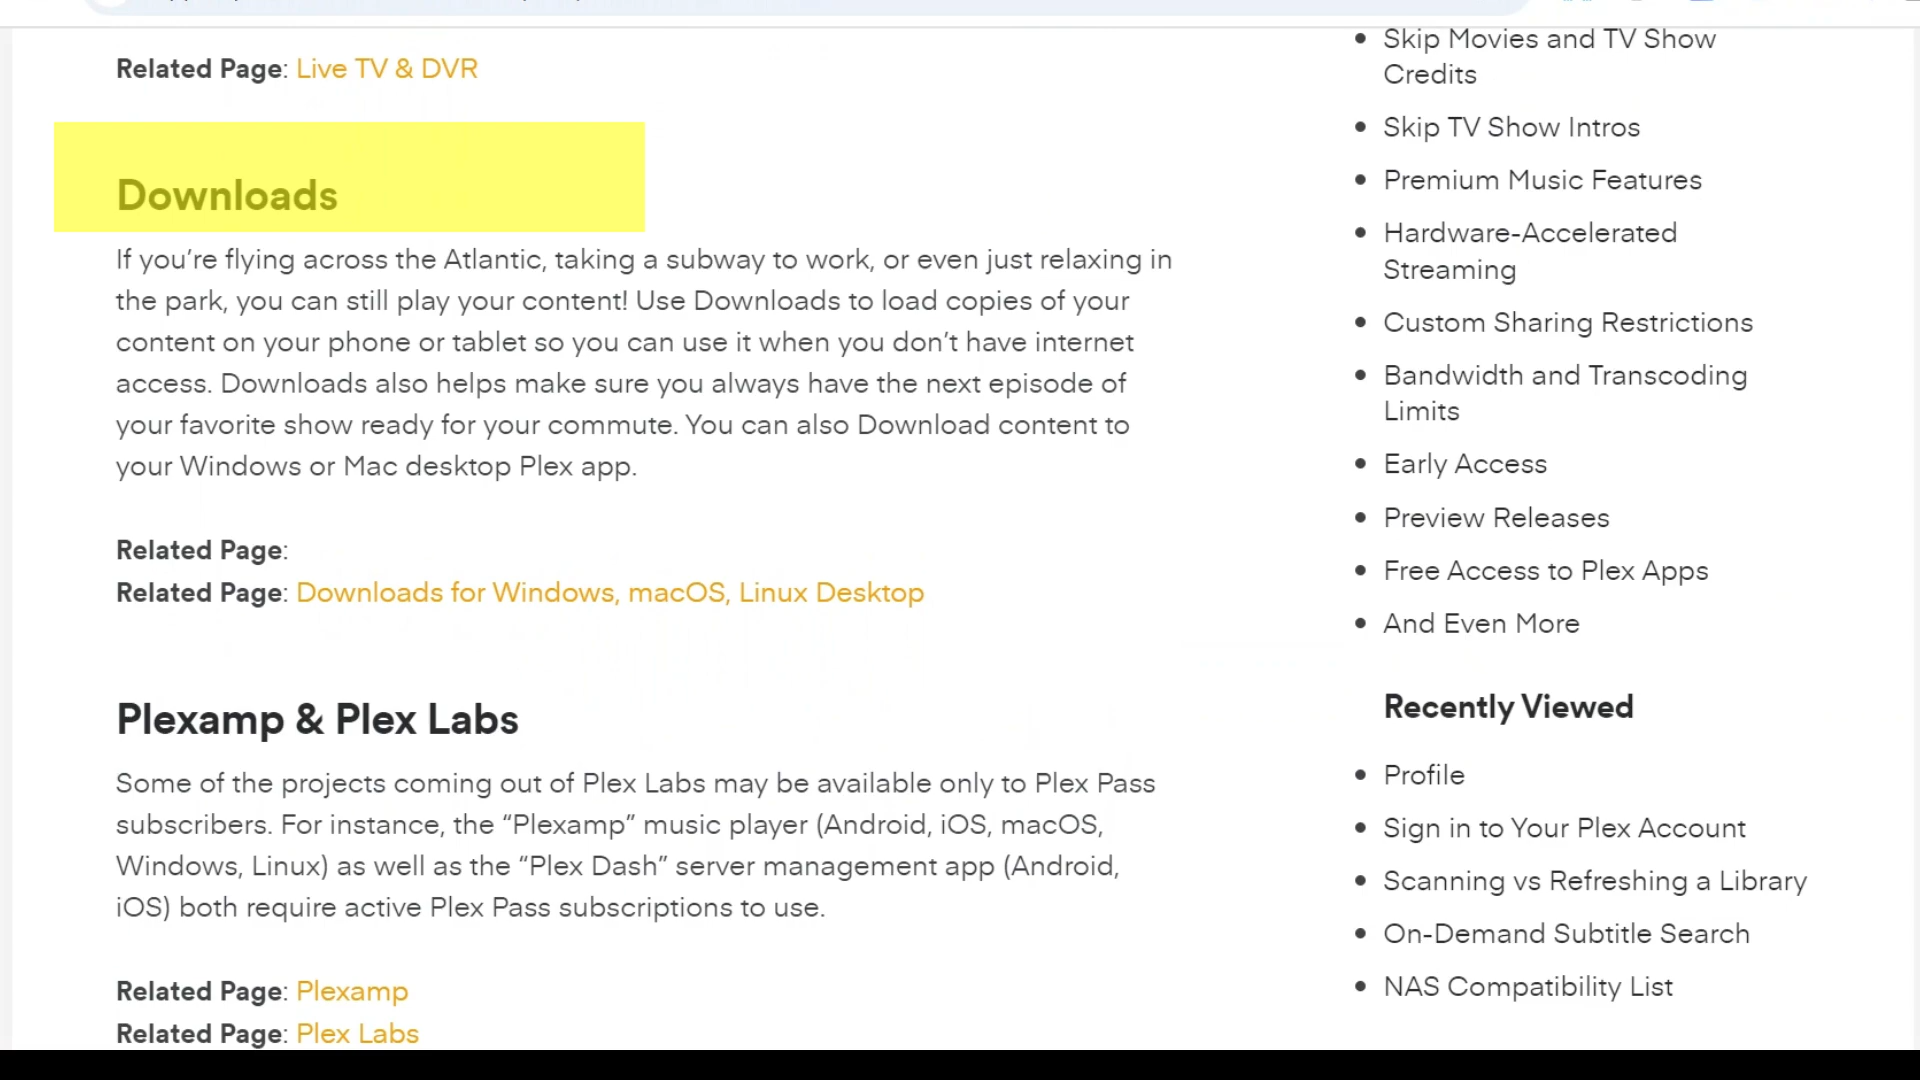 Related Page: Live TV & DVR
Downloads
If you’re flying across the Atlantic, taking a subway to work, or even just relaxing in
the park, you can still play your content! Use Downloads to load copies of your
content on your phone or tablet so you can use it when you don’t have internet
access. Downloads also helps make sure you always have the next episode of
your favorite show ready for your commute. You can also Download content to
your Windows or Mac desktop Plex app.
Related Page:
Related Page: Downloads for Windows, macOS, Linux Desktop
Plexamp & Plex Labs
Some of the projects coming out of Plex Labs may be available only to Plex Pass
subscribers. For instance, the “Plexamp” music player (Android, iOS, macOS,
Windows, Linux) as well as the “Plex Dash” server management app (Android,
iOS) both require active Plex Pass subscriptions to use.
Related Page: Plexamp
Related Page: Plex Labs
Skip Movies and TV Show
Credits
Skip TV Show Intros
Premium Music Features
Hardware-Accelerated
Streaming
Custom Sharing Restrictions
Bandwidth and Transcoding
Limits
Early Access
Preview Releases
Free Access to Plex Apps
And Even More
Recently Viewed
Profile
Sign in to Your Plex Account
Scanning vs Refreshing a Library
On-Demand Subtitle Search
NAS Compatibility List